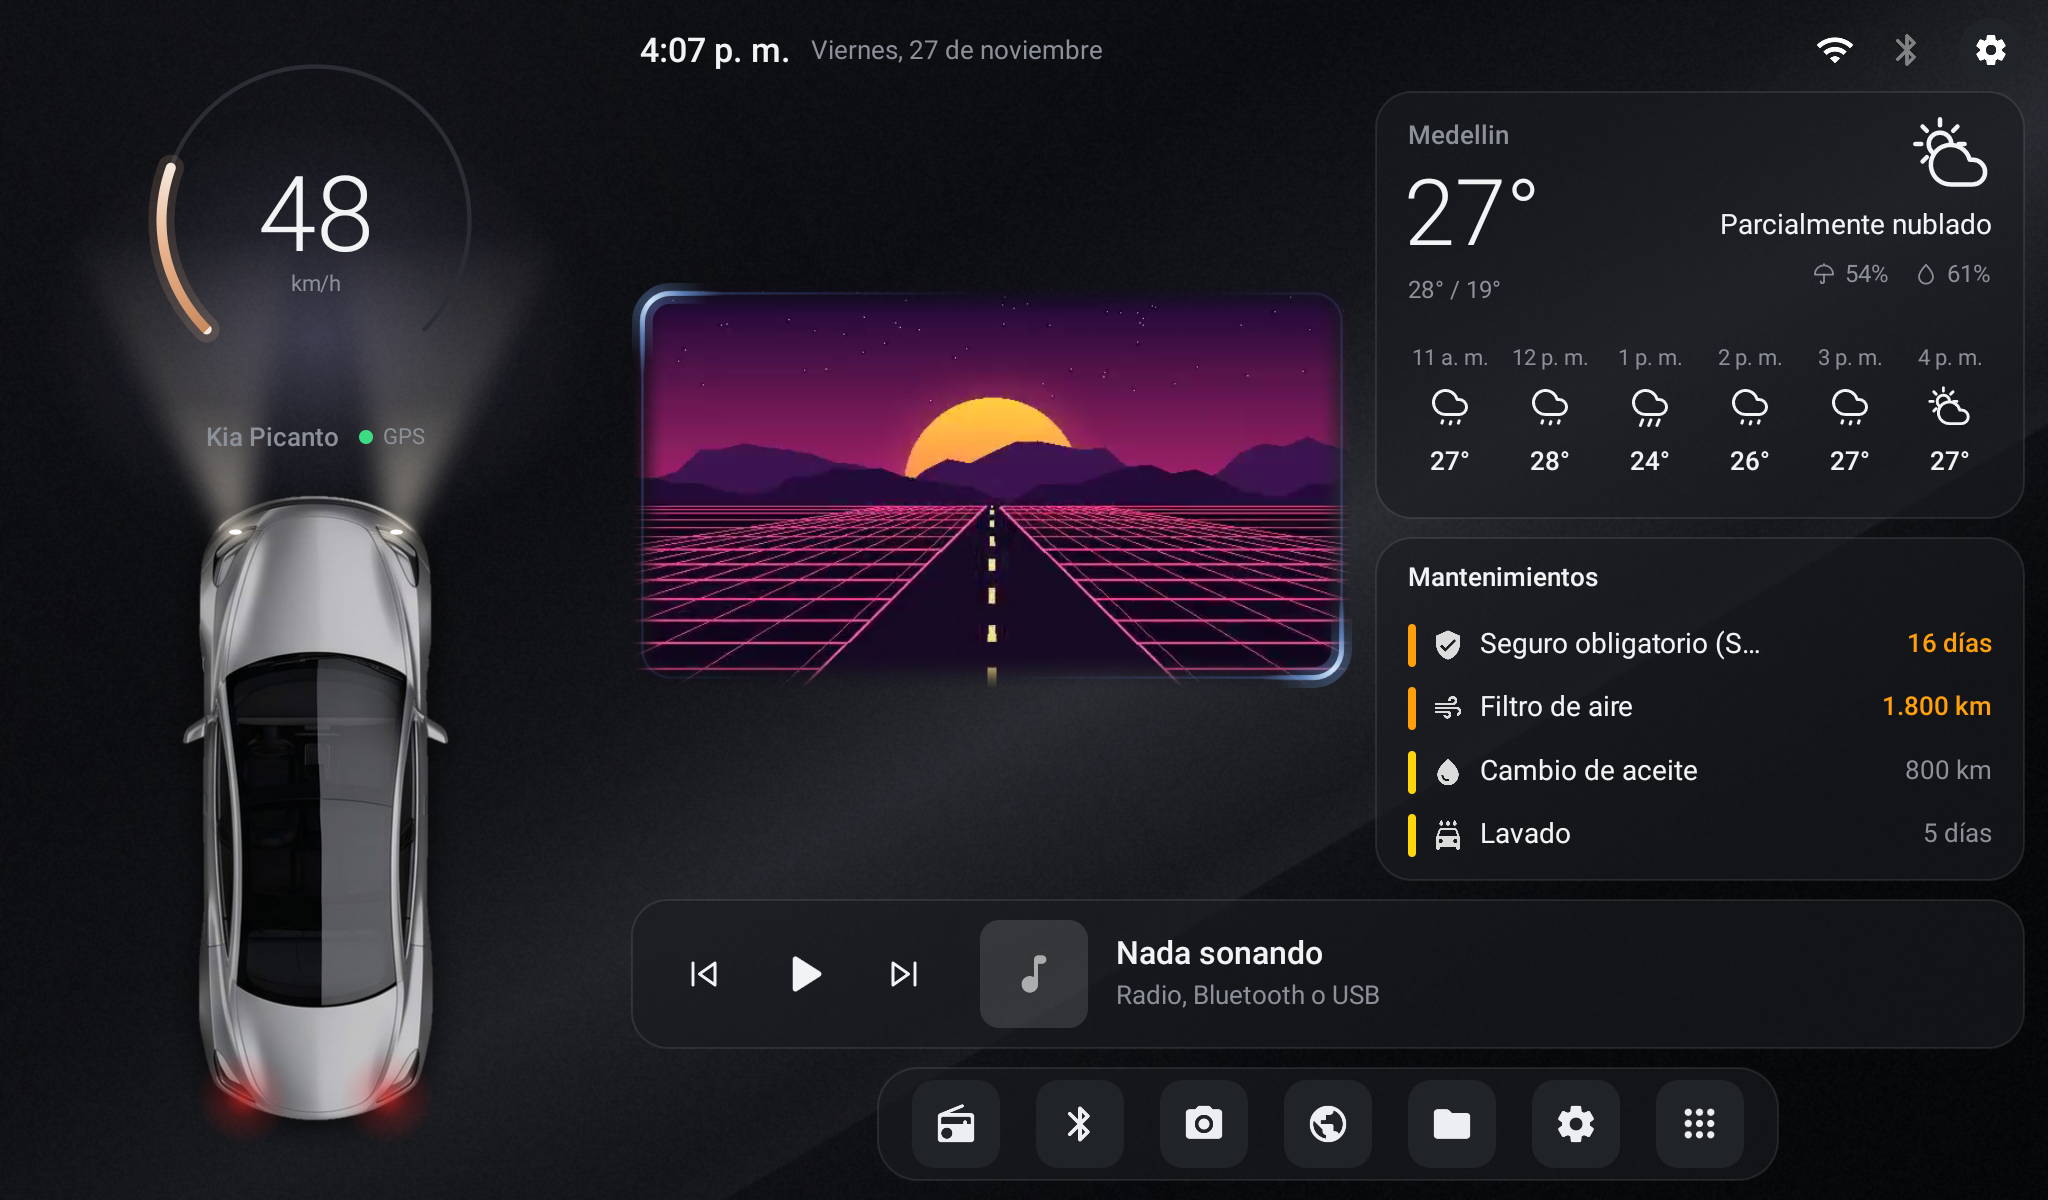 4:07 p. m. Viernes, 27 de noviembre
48
km/h
Kia Picanto GPS
Medellin
27°
Parcialmente nublado
28° / 19°
54% 61%
11 a. m. 12 p. m. 1 p. m. 2 p. m. 3 p. m. 4 p. m.
27° 28° 24° 26° 27° 27°
Mantenimientos
Seguro obligatorio (S... 16 días
Filtro de aire 1.800 km
Cambio de aceite 800 km
Lavado 5 días
Nada sonando
Radio, Bluetooth o USB